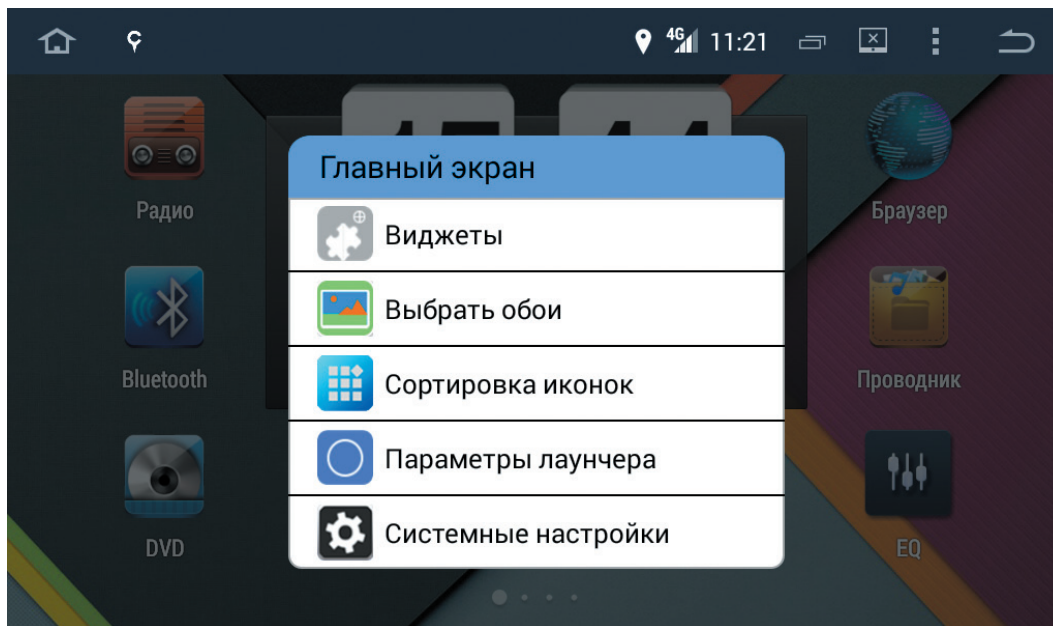 4G 11:21
Главный экран
Виджеты
Выбрать обои
Сортировка иконок
Параметры лаунчера
Системные настройки
Радио
Bluetooth
DVD
Браузер
Проводник
EQ